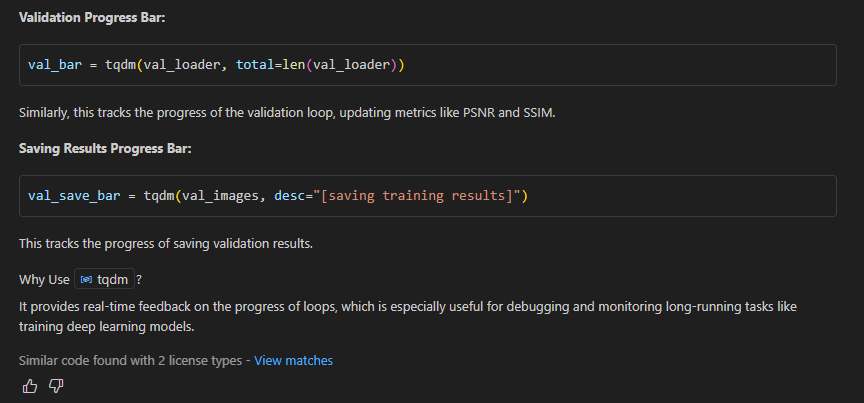 Validation Progress Bar:
val_bar = tqdm(val_loader, total=len(val_loader))
Similarly, this tracks the progress of the validation loop, updating metrics like PSNR and SSIM.
Saving Results Progress Bar:
val_save_bar = tqdm(val_images, desc="[saving training results]")
This tracks the progress of saving validation results.
Why Use tqdm ?
It provides real-time feedback on the progress of loops, which is especially useful for debugging and monitoring long-running tasks like
training deep learning models.
Similar code found with 2 license types - View matches